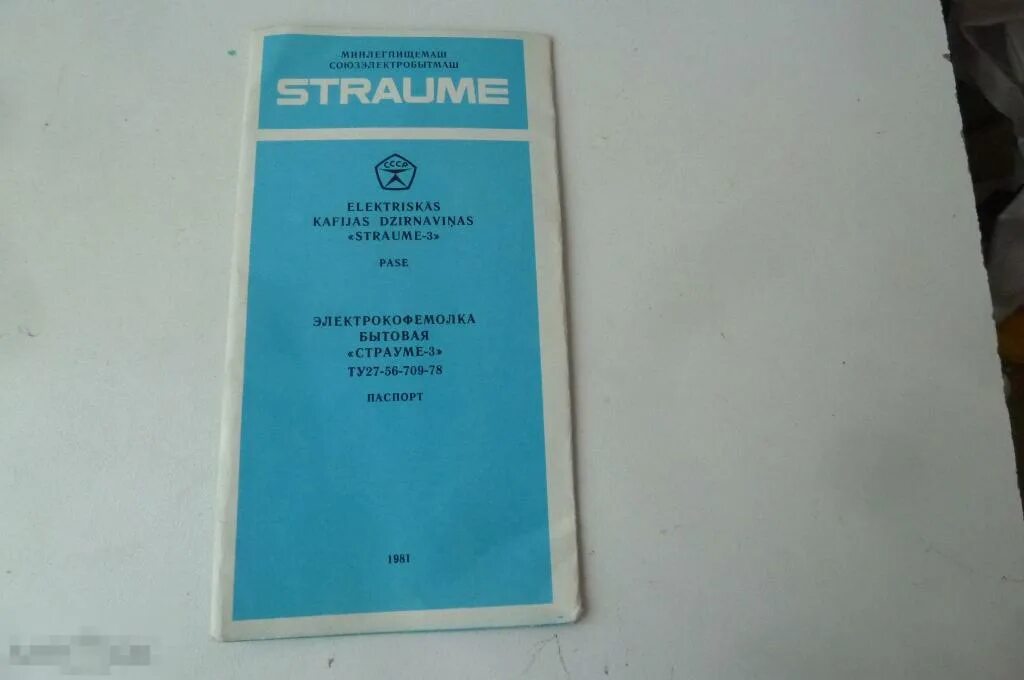 МИНЛЕГПИЩЕМАШ
СОЮЗЭЛЕКТРОБЫТМАШ
STRAUME
СССР
ELEKTRISKĀS
KAFIJAS DZIRNAVIŅAS
«STRAUME-3»
PASE
ЭЛЕКТРОКОФЕМОЛКА
БЫТОВАЯ
«СТРАУМЕ-3»
ТУ27-56-709-78
ПАСПОРТ
1981